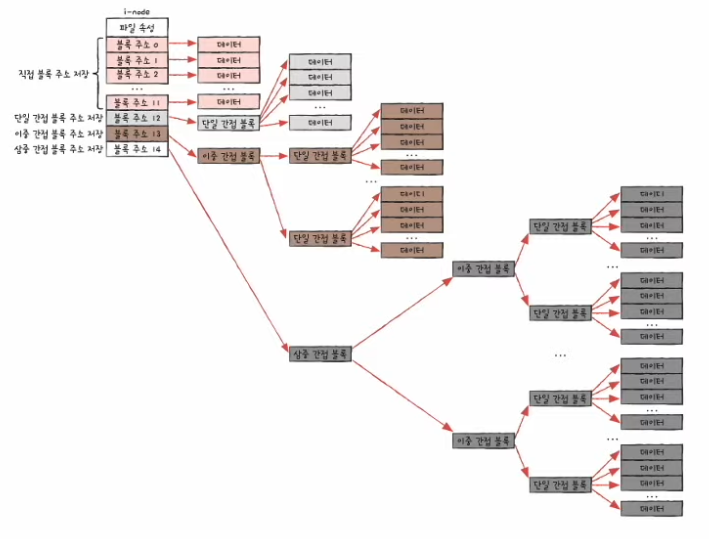 i-node
파일 속성
블록 주소 0
블록 주소 1
블록 주소 2
...
블록 주소 11
블록 주소 12
블록 주소 13
블록 주소 14
직접 블록 주소 저장
단일 간접 블록 주소 저장
이중 간접 블록 주소 저장
삼중 간접 블록 주소 저장
데이터
데이터
데이터
...
데이터
단일 간접 블록
데이터
데이터
데이터
...
데이터
이중 간접 블록
단일 간접 블록
데이터
데이터
데이터
...
데이터
...
단일 간접 블록
데이터
데이터
데이터
...
데이터
삼중 간접 블록
이중 간접 블록
단일 간접 블록
데이터
데이터
데이터
...
데이터
...
단일 간접 블록
데이터
데이터
데이터
...
데이터
...
이중 간접 블록
단일 간접 블록
데이터
데이터
데이터
...
데이터
...
단일 간접 블록
데이터
데이터
데이터
...
데이터